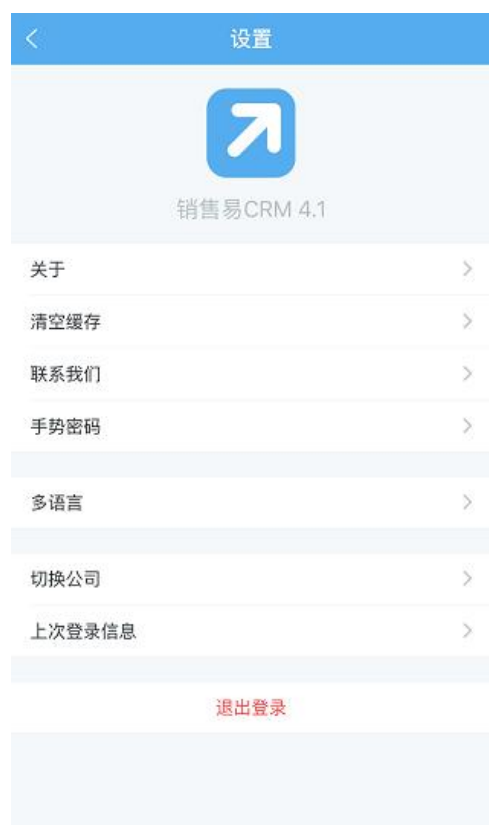 设置
销售易CRM 4.1
关于
清空缓存
联系我们
手势密码
多语言
切换公司
上次登录信息
退出登录